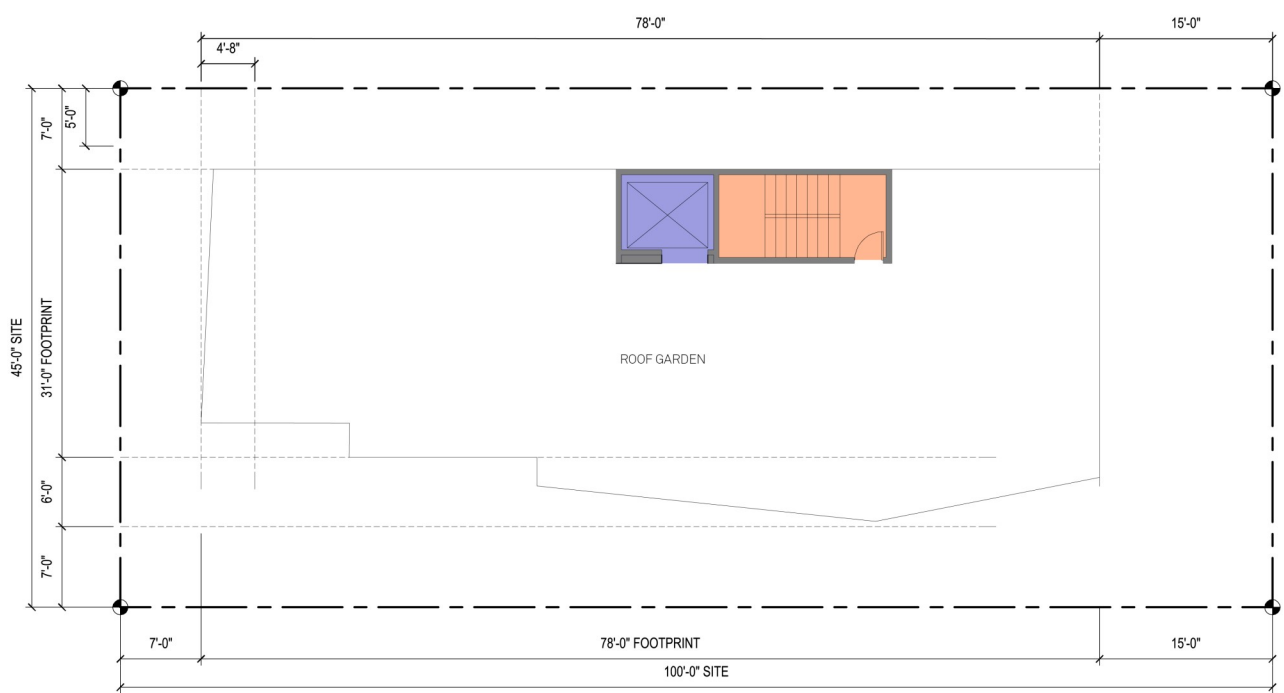 78'-0"
15'-0"
4'-8"
7'-0"
5'-0"
45'-0" SITE
31'-0" FOOTPRINT
ROOF GARDEN
6'-0"
7'-0"
7'-0"
78'-0" FOOTPRINT
15'-0"
100'-0" SITE